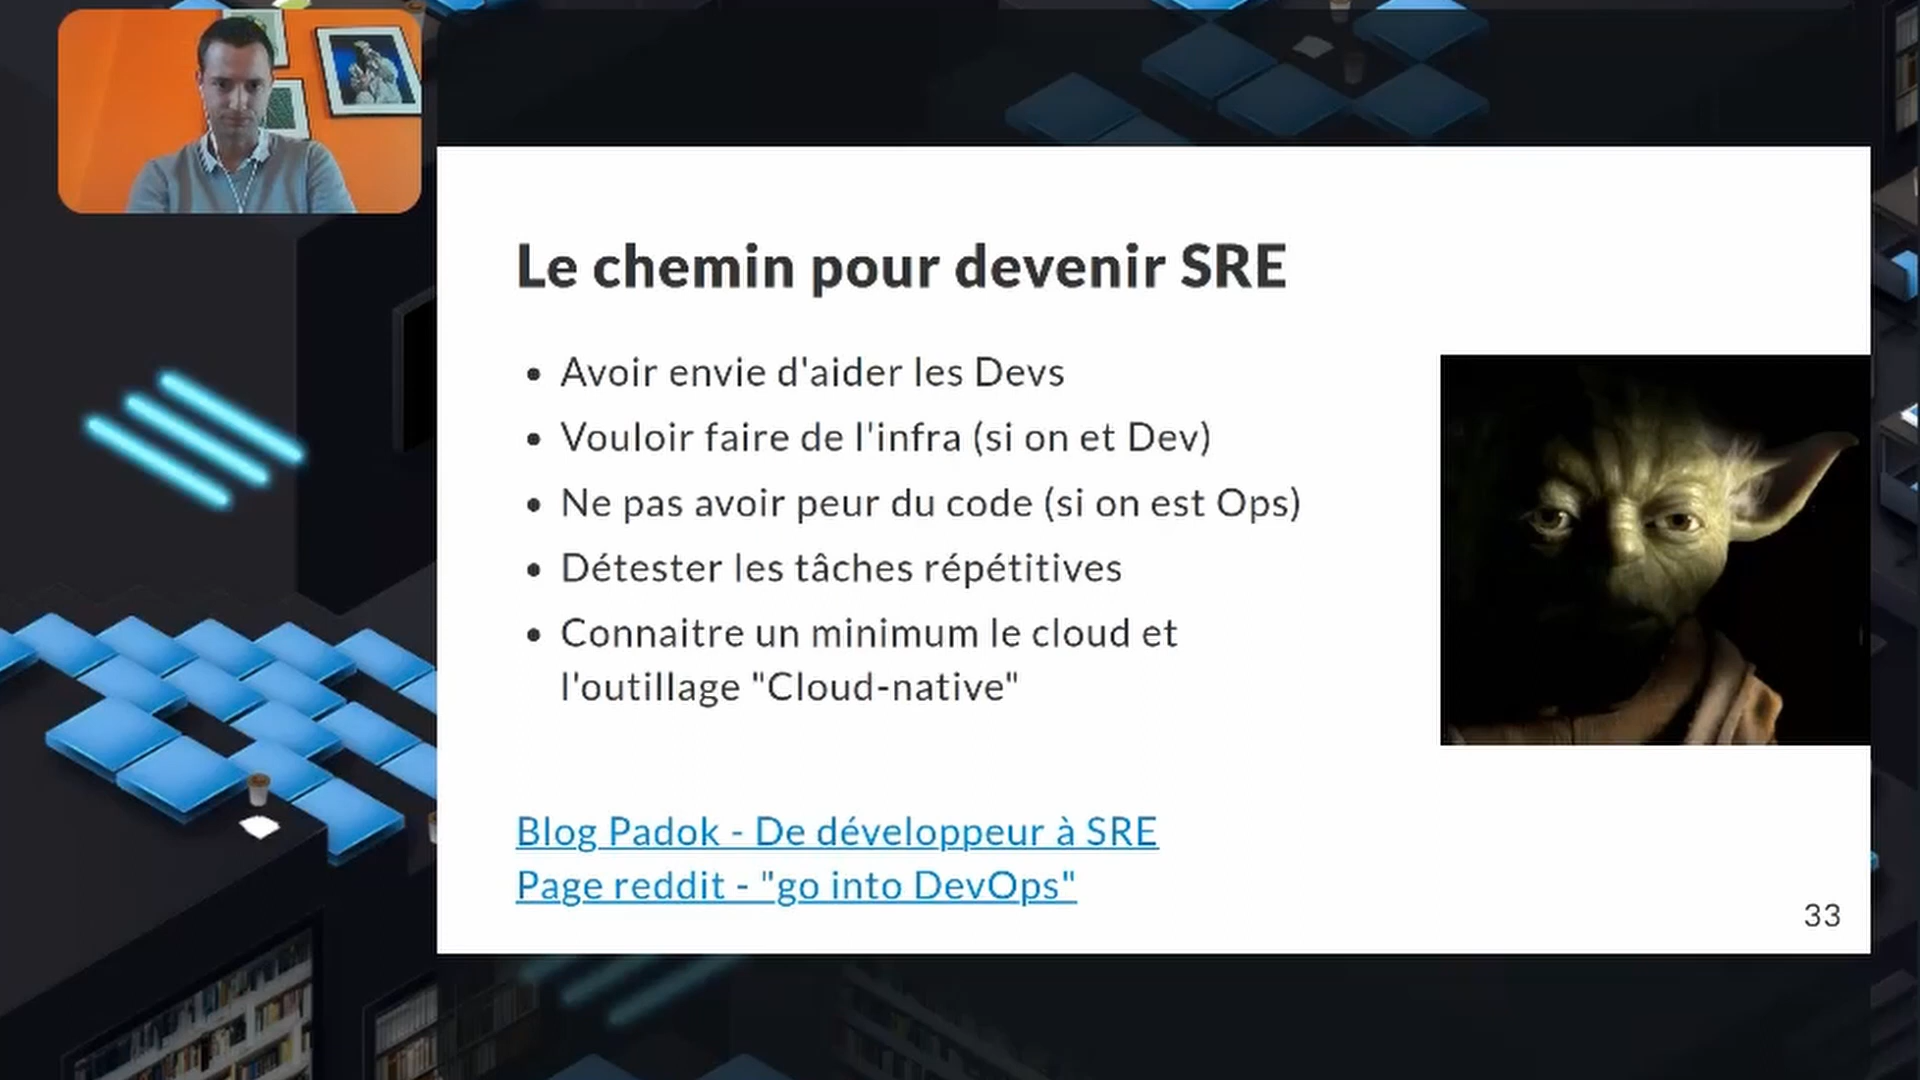 Le chemin pour devenir SRE
• Avoir envie d'aider les Devs
• Vouloir faire de l'infra (si on et Dev)
• Ne pas avoir peur du code (si on est Ops)
• Détester les tâches répétitives
• Connaitre un minimum le cloud et
l'outillage "Cloud-native"
Blog Padok - De développeur à SRE
Page reddit - "go into DevOps"
33